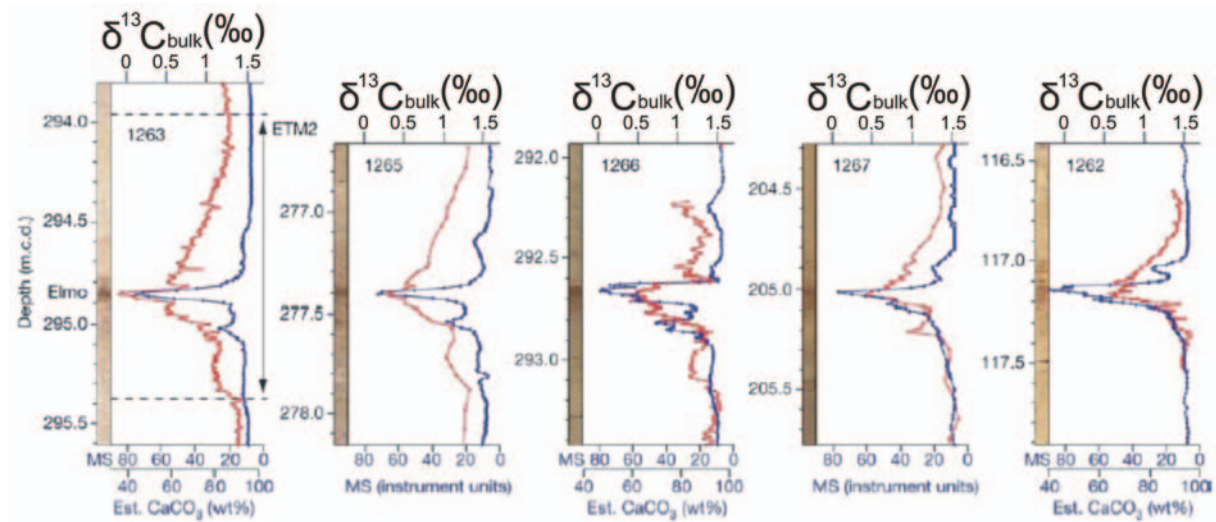 δ¹³Cbulk(‰)
0 0.5 1 1.5
294.0
294.5
295.0
295.5
Depth (m.c.d.)
Elmo
1263
ETM2
MS 80 60 40 20 0
40 60 80 100
Est. CaCO₃ (wt%)
δ¹³Cbulk(‰)
0 0.5 1 1.5
1265
277.0
277.5
278.0
80 60 40 20 0
MS (instrument units)
δ¹³Cbulk(‰)
0 0.5 1 1.5
1266
292.0
292.5
293.0
MS 80 60 40 20 0
40 60 80 100
Est. CaCO₃ (wt%)
δ¹³Cbulk(‰)
0 0.5 1 1.5
1267
204.5
205.0
205.5
80 60 40 20 0
MS (instrument units)
δ¹³Cbulk(‰)
0 0.5 1 1.5
1262
116.5
117.0
117.5
MS 80 60 40 20 0
40 60 80 100
Est. CaCO₃ (wt%)